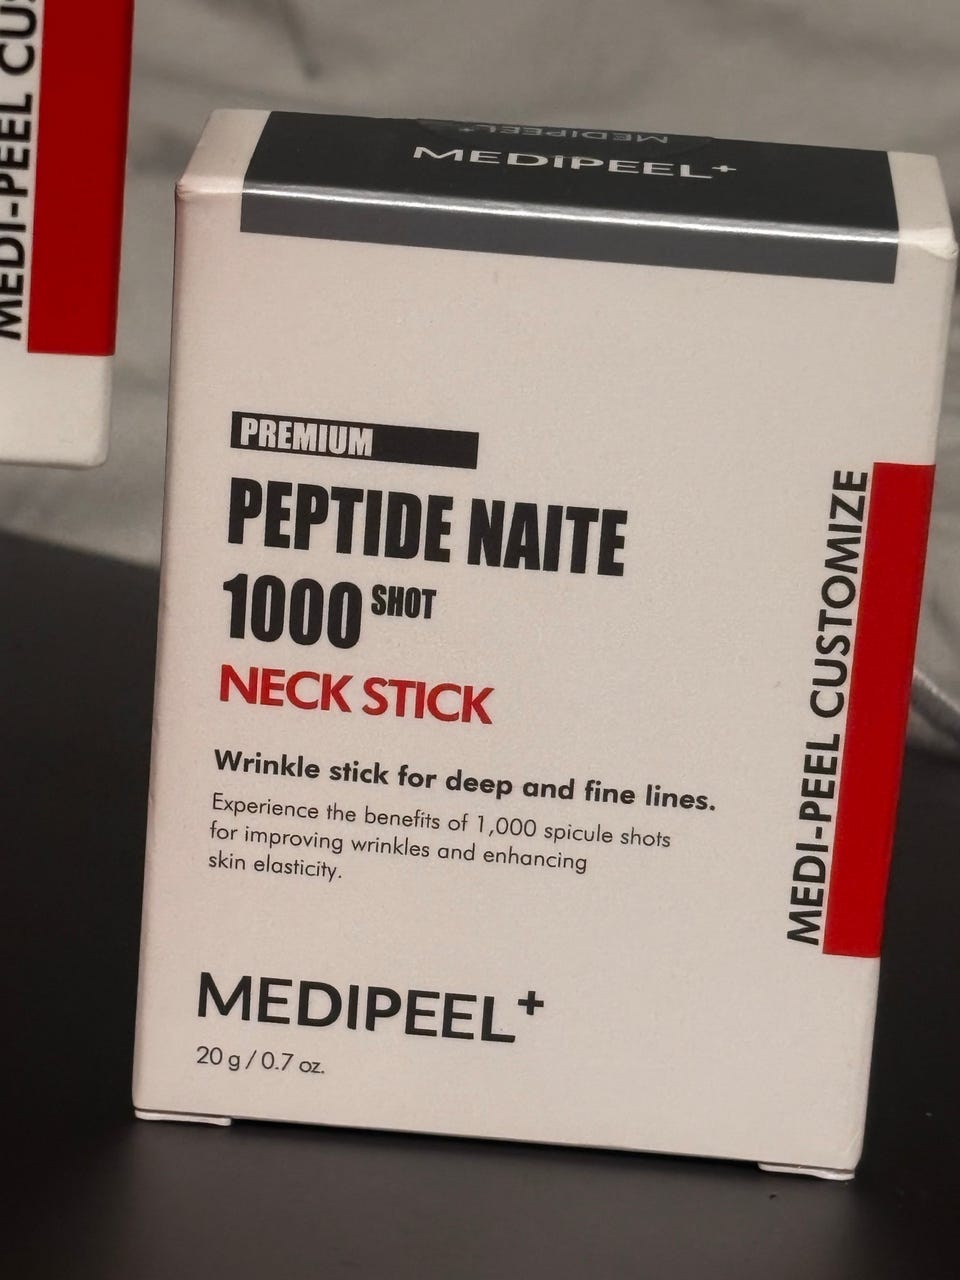 MEDI-PEEL CUS
MEDIPEEL+
MEDIPEEL+
PREMIUM
PEPTIDE NAITE
1000 SHOT
NECK STICK
Wrinkle stick for deep and fine lines.
Experience the benefits of 1,000 spicule shots
for improving wrinkles and enhancing
skin elasticity.
MEDI-PEEL CUSTOMIZE
MEDIPEEL+
20 g / 0.7 oz.